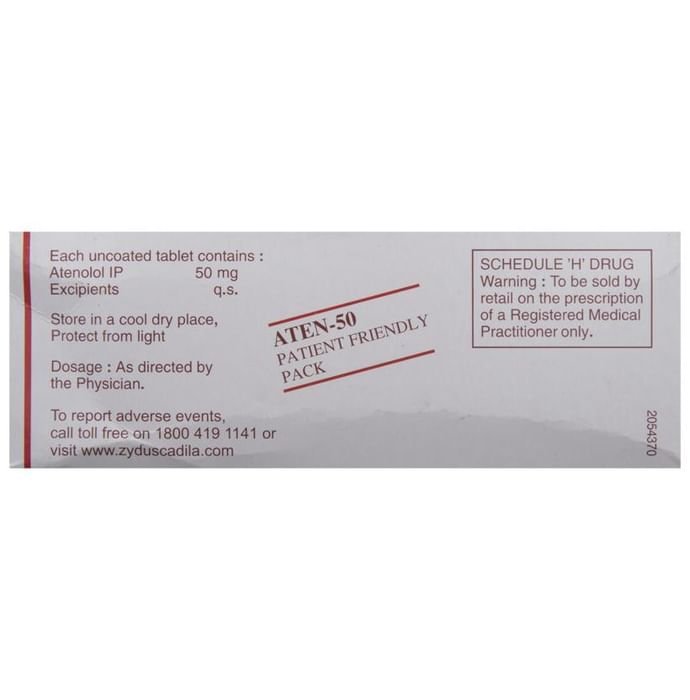 Each uncoated tablet contains :
Atenolol IP 50 mg
Excipients q.s.
Store in a cool dry place,
Protect from light
Dosage : As directed by
the Physician.
To report adverse events,
call toll free on 1800 419 1141 or
visit www.zyduscadila.com
ATEN-50
PATIENT FRIENDLY
PACK
SCHEDULE 'H' DRUG
Warning : To be sold by
retail on the prescription
of a Registered Medical
Practitioner only.
2054370